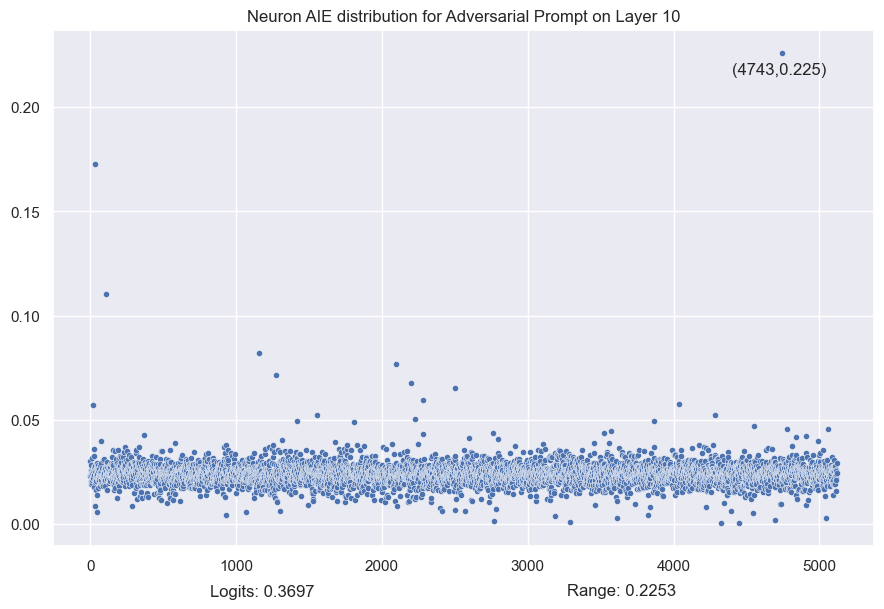 Neuron AIE distribution for Adversarial Prompt on Layer 10
(4743,0.225)
0.20
0.15
0.10
0.05
0.00
0 1000 2000 3000 4000 5000
Logits: 0.3697 Range: 0.2253